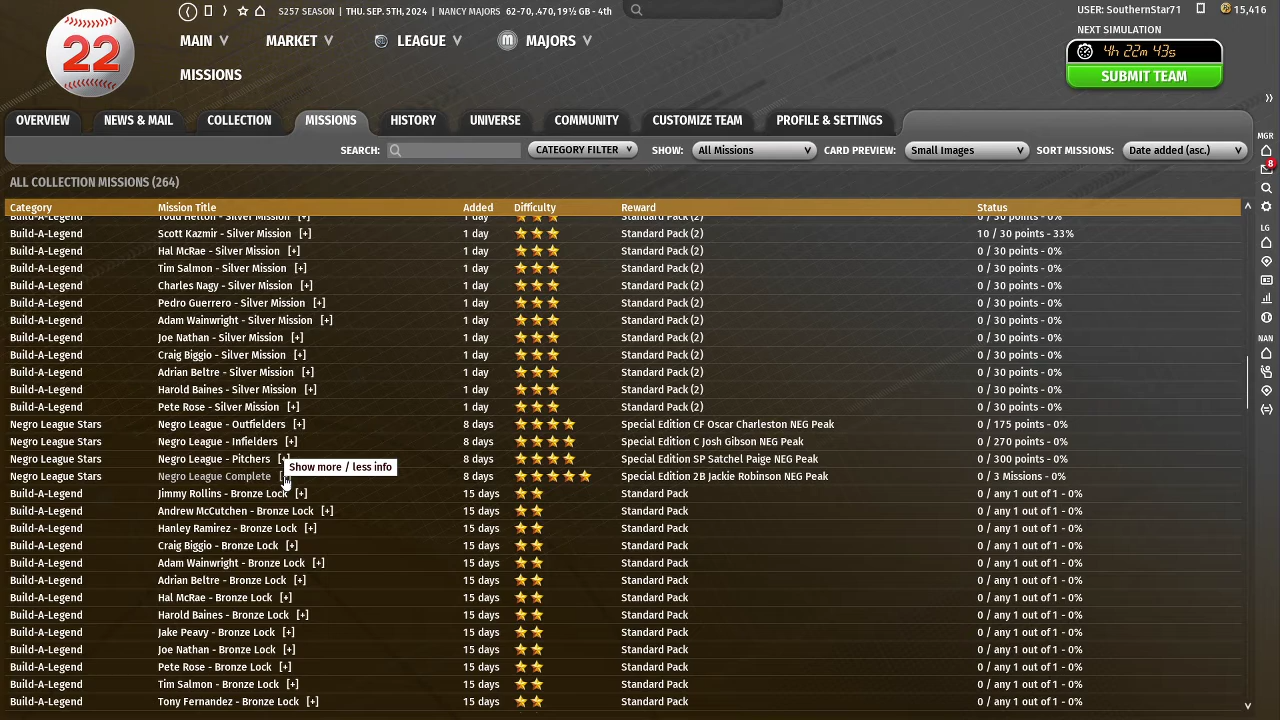 S257 SEASON | THU. SEP. 5TH, 2024 | NANCY MAJORS 62-70, .470, 19½ GB - 4th
USER: SouthernStar71 15,416
22
MAIN MARKET LEAGUE m MAJORS
NEXT SIMULATION
4h 22m 43s
MISSIONS
SUBMIT TEAM
OVERVIEW NEWS & MAIL COLLECTION MISSIONS HISTORY UNIVERSE COMMUNITY CUSTOMIZE TEAM PROFILE & SETTINGS
SEARCH: CATEGORY FILTER SHOW: All Missions CARD PREVIEW: Small Images SORT MISSIONS: Date added (asc.)
MGR
8
LG
NAN
ALL COLLECTION MISSIONS (264)
Category Mission Title Added Difficulty Reward Status
Build-A-Legend Todd Helton - Silver Mission [+] 1 day Standard Pack (2) 0 / 30 points - 0%
Build-A-Legend Scott Kazmir - Silver Mission [+] 1 day Standard Pack (2) 10 / 30 points - 33%
Build-A-Legend Hal McRae - Silver Mission [+] 1 day Standard Pack (2) 0 / 30 points - 0%
Build-A-Legend Tim Salmon - Silver Mission [+] 1 day Standard Pack (2) 0 / 30 points - 0%
Build-A-Legend Charles Nagy - Silver Mission [+] 1 day Standard Pack (2) 0 / 30 points - 0%
Build-A-Legend Pedro Guerrero - Silver Mission [+] 1 day Standard Pack (2) 0 / 30 points - 0%
Build-A-Legend Adam Wainwright - Silver Mission [+] 1 day Standard Pack (2) 0 / 30 points - 0%
Build-A-Legend Joe Nathan - Silver Mission [+] 1 day Standard Pack (2) 0 / 30 points - 0%
Build-A-Legend Craig Biggio - Silver Mission [+] 1 day Standard Pack (2) 0 / 30 points - 0%
Build-A-Legend Adrian Beltre - Silver Mission [+] 1 day Standard Pack (2) 0 / 30 points - 0%
Build-A-Legend Harold Baines - Silver Mission [+] 1 day Standard Pack (2) 0 / 30 points - 0%
Build-A-Legend Pete Rose - Silver Mission [+] 1 day Standard Pack (2) 0 / 30 points - 0%
Negro League Stars Negro League - Outfielders [+] 8 days Special Edition CF Oscar Charleston NEG Peak 0 / 175 points - 0%
Negro League Stars Negro League - Infielders [+] 8 days Special Edition C Josh Gibson NEG Peak 0 / 270 points - 0%
Negro League Stars Negro League - Pitchers 8 days Special Edition SP Satchel Paige NEG Peak 0 / 300 points - 0%
Show more / less info
Negro League Stars Negro League Complete 8 days Special Edition 2B Jackie Robinson NEG Peak 0 / 3 Missions - 0%
Build-A-Legend Jimmy Rollins - Bronze Lock [+] 15 days Standard Pack 0 / any 1 out of 1 - 0%
Build-A-Legend Andrew McCutchen - Bronze Lock [+] 15 days Standard Pack 0 / any 1 out of 1 - 0%
Build-A-Legend Hanley Ramirez - Bronze Lock [+] 15 days Standard Pack 0 / any 1 out of 1 - 0%
Build-A-Legend Craig Biggio - Bronze Lock [+] 15 days Standard Pack 0 / any 1 out of 1 - 0%
Build-A-Legend Adam Wainwright - Bronze Lock [+] 15 days Standard Pack 0 / any 1 out of 1 - 0%
Build-A-Legend Adrian Beltre - Bronze Lock [+] 15 days Standard Pack 0 / any 1 out of 1 - 0%
Build-A-Legend Hal McRae - Bronze Lock [+] 15 days Standard Pack 0 / any 1 out of 1 - 0%
Build-A-Legend Harold Baines - Bronze Lock [+] 15 days Standard Pack 0 / any 1 out of 1 - 0%
Build-A-Legend Jake Peavy - Bronze Lock [+] 15 days Standard Pack 0 / any 1 out of 1 - 0%
Build-A-Legend Joe Nathan - Bronze Lock [+] 15 days Standard Pack 0 / any 1 out of 1 - 0%
Build-A-Legend Pete Rose - Bronze Lock [+] 15 days Standard Pack 0 / any 1 out of 1 - 0%
Build-A-Legend Tim Salmon - Bronze Lock [+] 15 days Standard Pack 0 / any 1 out of 1 - 0%
Build-A-Legend Tony Fernandez - Bronze Lock [+] 15 days Standard Pack 0 / any 1 out of 1 - 0%